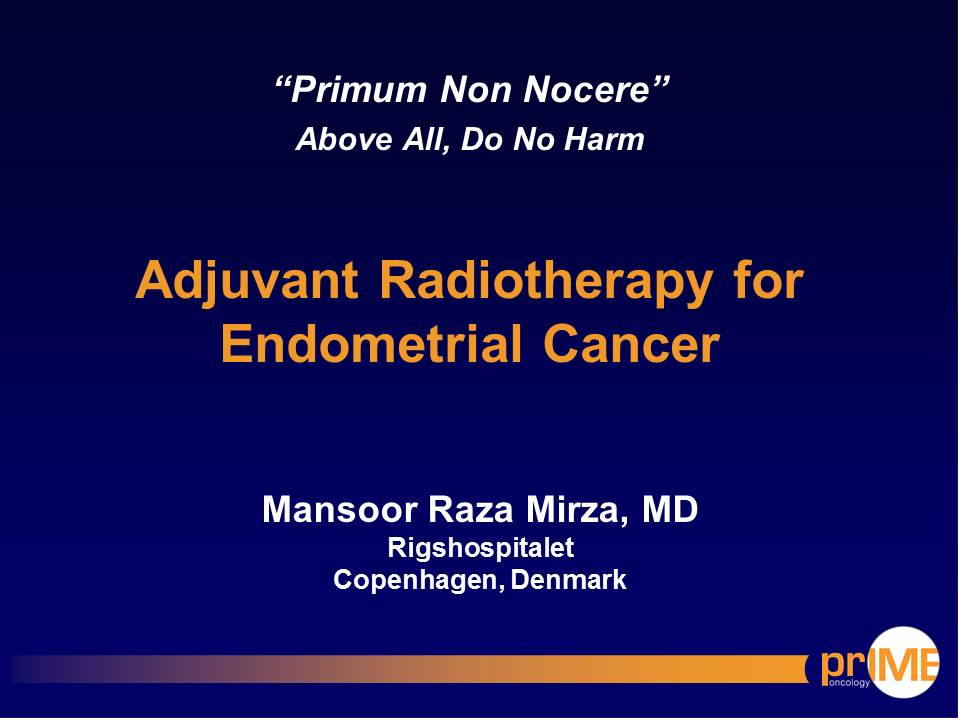 “Primum Non Nocere”
Above All, Do No Harm
Adjuvant Radiotherapy for
Endometrial Cancer
Mansoor Raza Mirza, MD
Rigshospitalet
Copenhagen, Denmark
prIME
oncology